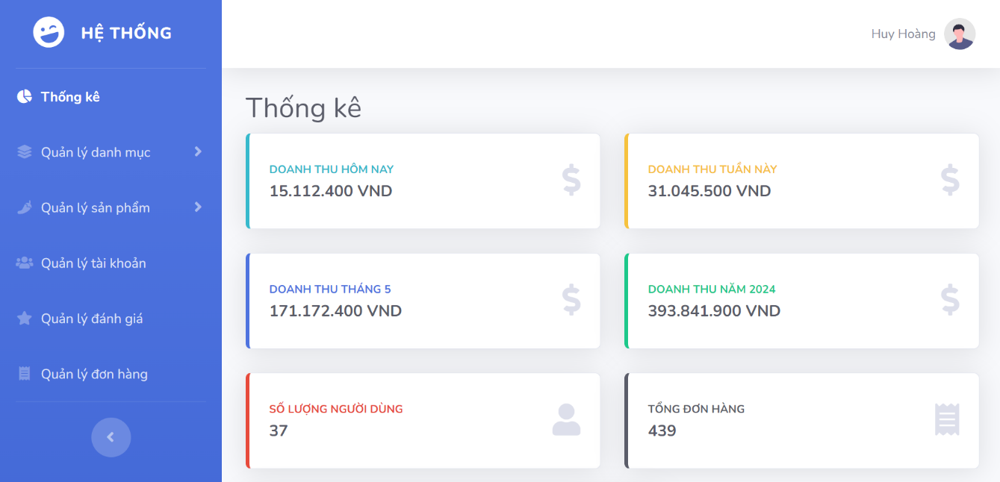 HỆ THỐNG
Huy Hoàng
Thống kê
Quản lý danh mục
Quản lý sản phẩm
Quản lý tài khoản
Quản lý đánh giá
Quản lý đơn hàng
Thống kê
DOANH THU HÔM NAY
15.112.400 VND
DOANH THU TUẦN NÀY
31.045.500 VND
DOANH THU THÁNG 5
171.172.400 VND
DOANH THU NĂM 2024
393.841.900 VND
SỐ LƯỢNG NGƯỜI DÙNG
37
TỔNG ĐƠN HÀNG
439